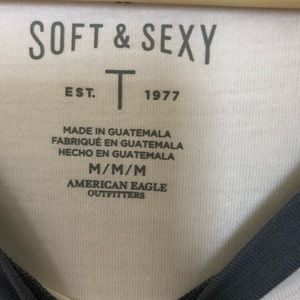 SOFT & SEXY
EST. T 1977
MADE IN GUATEMALA
FABRIQUÉ EN GUATEMALA
HECHO EN GUATEMALA
M/M/M
AMERICAN EAGLE
OUTFITTERS